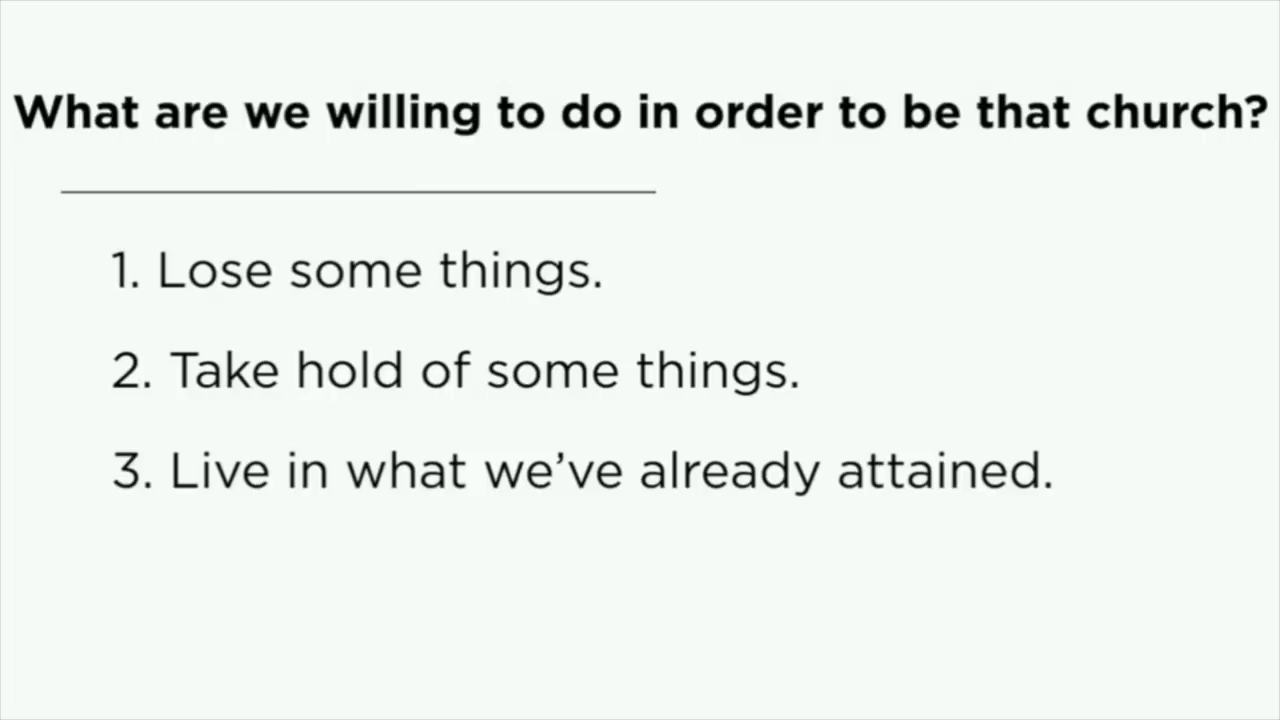 What are we willing to do in order to be that church?
1. Lose some things.
2. Take hold of some things.
3. Live in what we’ve already attained.